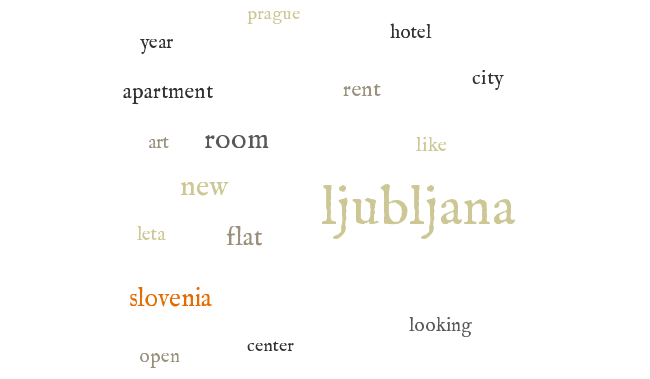 prague
year
hotel
city
apartment
rent
art
room
like
new
ljubljana
leta
flat
slovenia
looking
center
open